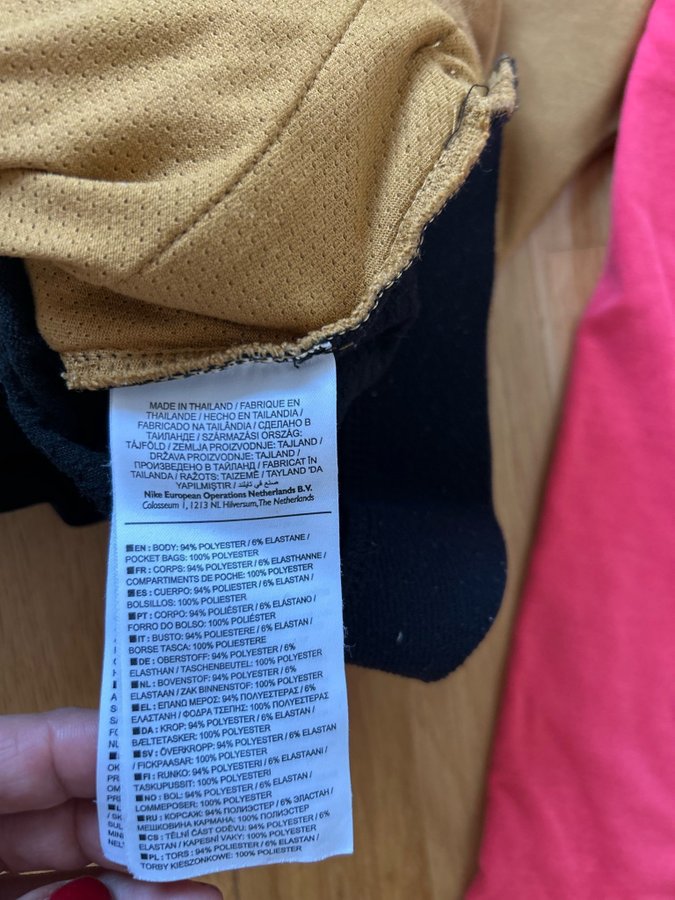 MADE IN THAILAND / FABRIQUE EN
THAILANDE / HECHO EN TAILANDIA /
FABRICADO NA TAILÂNDIA / СДЕЛАНО В
ТАИЛАНДЕ / SZÁRMAZÁSI ORSZÁG:
TÁJFÖLD / ZEMLJA PROIZVODNJE: TAJLAND /
DRŽAVA PROIZVODNJE: TAJLAND /
ПРОИЗВЕДЕНО В ТАЙЛАНД / FABRICAT ÎN
TAILANDA / RAŽOTS: TAIZEMĒ / TAYLAND 'DA
YAPILMIŞTIR / صنع في تايلند
Nike European Operations Netherlands B.V.
Colosseum 1, 1213 NL Hilversum, The Netherlands
EN : BODY: 94% POLYESTER / 6% ELASTANE /
POCKET BAGS: 100% POLYESTER
FR : CORPS: 94% POLYESTER / 6% ELASTHANNE /
COMPARTIMENTS DE POCHE: 100% POLYESTER
ES : CUERPO: 94% POLIESTER / 6% ELASTAN /
BOLSILLOS: 100% POLIESTER
PT : CORPO: 94% POLIÉSTER / 6% ELASTANO /
FORRO DO BOLSO: 100% POLIÉSTER
IT : BUSTO: 94% POLIESTERE / 6% ELASTAN /
BORSE TASCA: 100% POLIESTERE
DE : OBERSTOFF: 94% POLYESTER / 6%
ELASTHAN / TASCHENBEUTEL: 100% POLYESTER
NL : BOVENSTOF: 94% POLYESTER / 6%
ELASTAAN / ZAK BINNENSTOF: 100% POLYESTER
EL : ΕΠΑΝΩ ΜΕΡΟΣ: 94% ΠΟΛΥΕΣΤΕΡΑΣ / 6%
ΕΛΑΣΤΑΝΗ / ΦΟΔΡΑ ΤΣΕΠΗΣ: 100% ΠΟΛΥΕΣΤΕΡΑΣ
DA : KROP: 94% POLYESTER / 6% ELASTAN /
BÆLTETASKER: 100% POLYESTER
SV : ÖVERKROPP: 94% POLYESTER / 6% ELASTAN
/ FICKPÅSAR: 100% POLYESTER
FI : RUNKO: 94% POLYESTERI / 6% ELASTAANI /
TASKUPUSSIT: 100% POLYESTERI
NO : BOL: 94% POLYESTER / 6% ELASTAN /
LOMMEPOSER: 100% POLYESTER
RU : КОРСАЖ: 94% ПОЛИЭСТЕР / 6% ЭЛАСТАН /
МЕШКОВИНА КАРМАНА: 100% ПОЛИЭСТЕР
CS : TĚLNÍ ČÁST ODĚVU: 94% POLYESTER / 6%
ELASTAN / KAPESNÍ VAKY: 100% POLYESTER
PL : TORS : 94% POLIESTER / 6% ELASTAN /
TORBY KIESZONKOWE: 100% POLYESTER